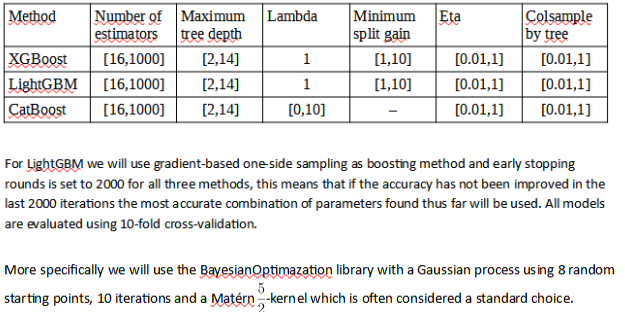 Method Number of estimators Maximum tree depth Lambda Minimum split gain Eta Colsample by tree
XGBoost [16,1000] [2,14] 1 [1,10] [0.01,1] [0.01,1]
LightGBM [16,1000] [2,14] 1 [1,10] [0.01,1] [0.01,1]
CatBoost [16,1000] [2,14] [0,10] – [0.01,1] [0.01,1]
For LightGBM we will use gradient-based one-side sampling as boosting method and early stopping
rounds is set to 2000 for all three methods, this means that if the accuracy has not been improved in the
last 2000 iterations the most accurate combination of parameters found thus far will be used. All models
are evaluated using 10-fold cross-validation.
More specifically we will use the BayesianOptimazation library with a Gaussian process using 8 random
starting points, 10 iterations and a Matérn 5/2-kernel which is often considered a standard choice.